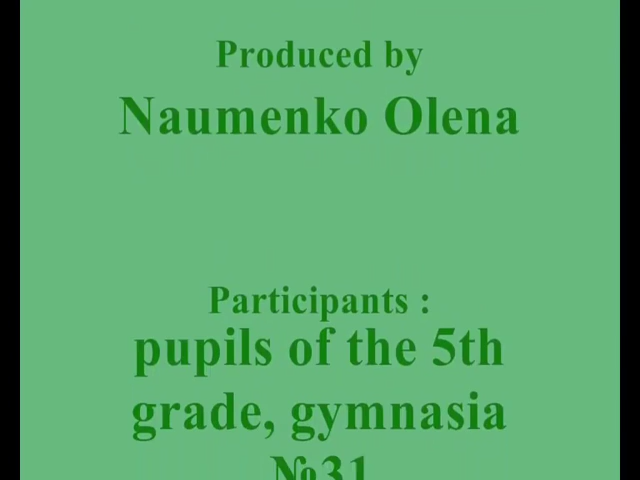 Produced by
Naumenko Olena
Participants :
pupils of the 5th
grade, gymnasia
№31